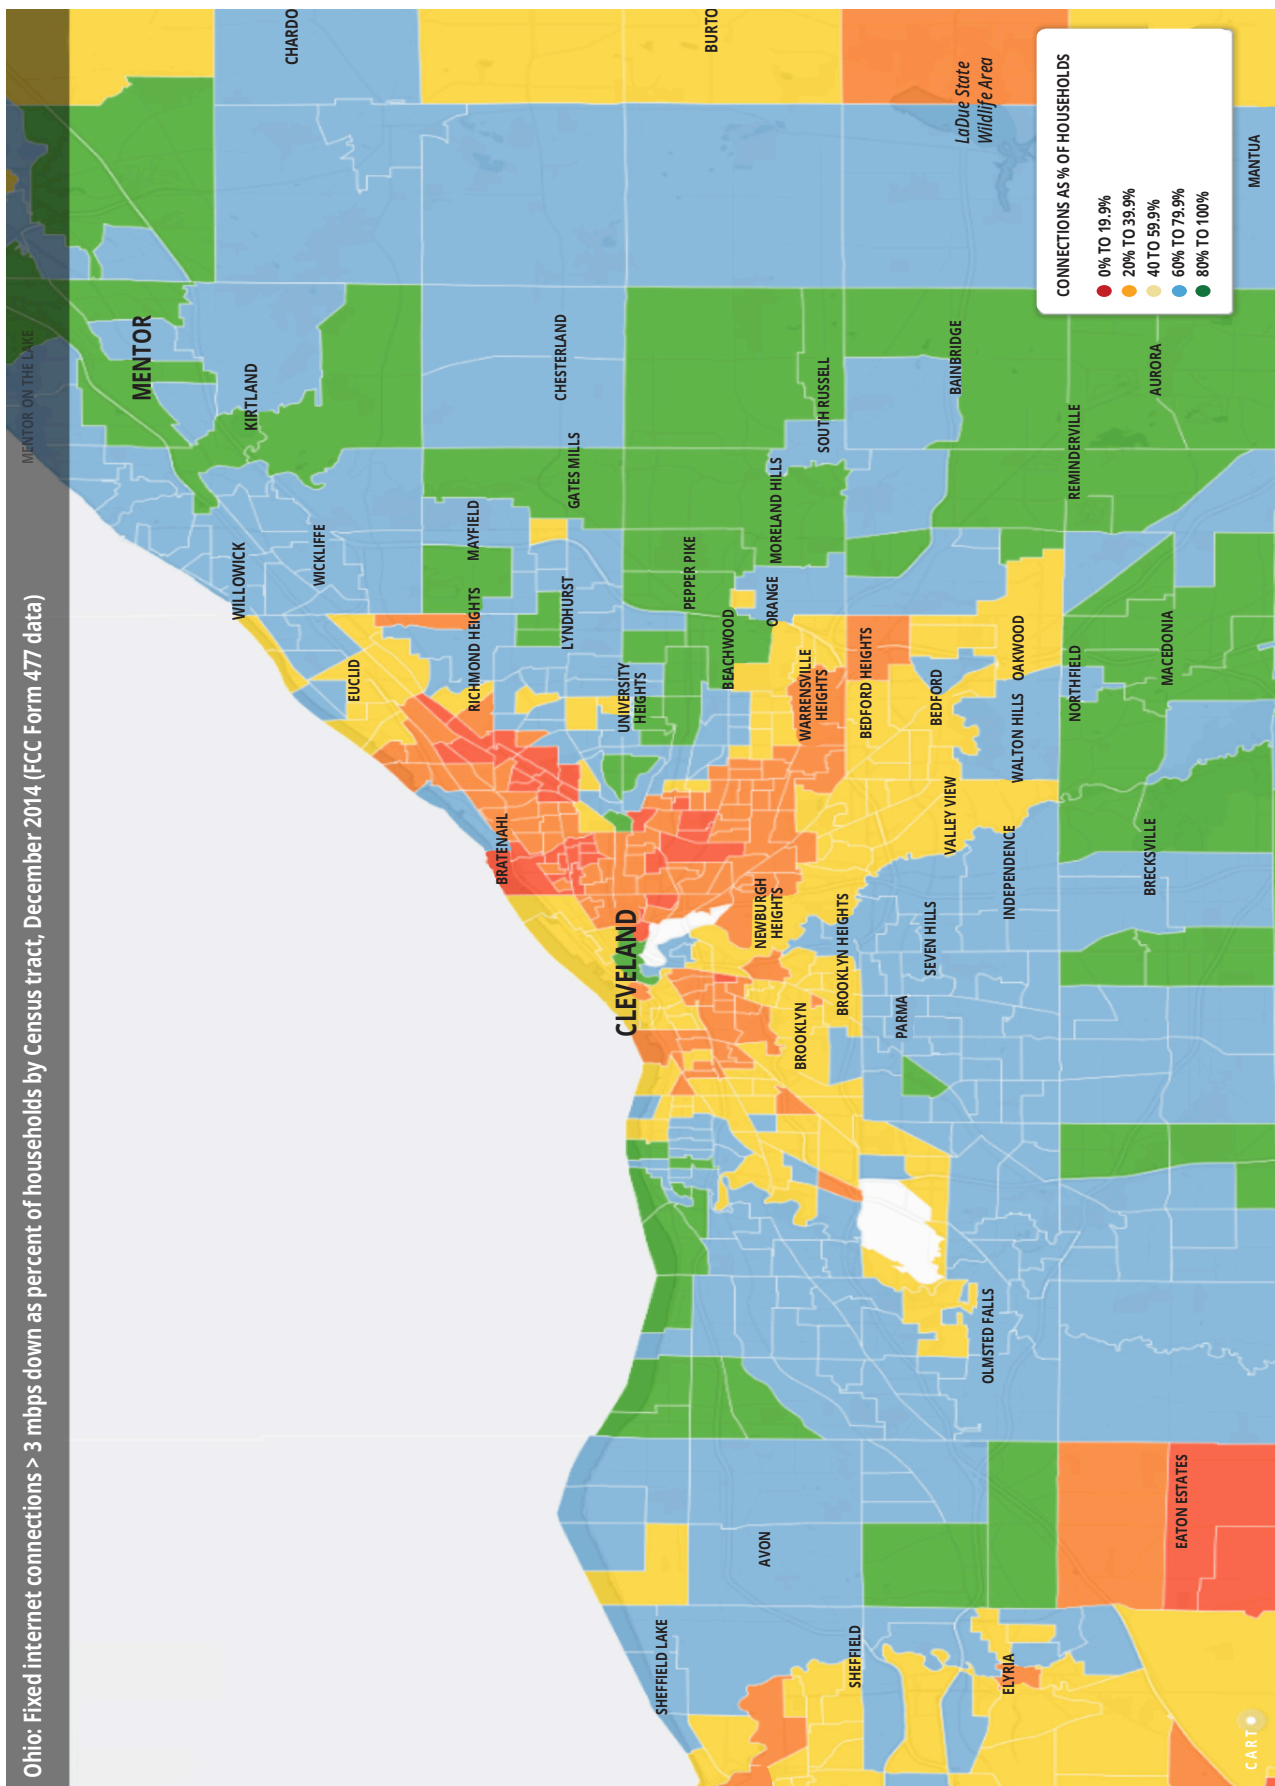 Ohio: Fixed internet connections > 3 mbps down as percent of households by Census tract, December 2014 (FCC Form 477 data)
MENTOR ON THE LAKE
MENTOR
CHARDO
KIRTLAND
WILLOWICK
WICKLIFFE
EUCLID
MAYFIELD
RICHMOND HEIGHTS
BRATENAHL
CHESTERLAND
GATES MILLS
LYNDHURST
UNIVERSITY
HEIGHTS
CLEVELAND
SHEFFIELD LAKE
BURTO
PEPPER PIKE
BEACHWOOD
MORELAND HILLS
ORANGE
NEWBURGH
HEIGHTS
AVON
SOUTH RUSSELL
WARRENSVILLE
HEIGHTS
BROOKLYN
BROOKLYN HEIGHTS
SHEFFIELD
BEDFORD HEIGHTS
PARMA
SEVEN HILLS
BEDFORD
VALLEY VIEW
BAINBRIDGE
LaDue State
Wildlife Area
OLMSTED FALLS
ELYRIA
INDEPENDENCE
WALTON HILLS
OAKWOOD
NORTHFIELD
REMINDERVILLE
BRECKSVILLE
MACEDONIA
AURORA
EATON ESTATES
MANTUA
CONNECTIONS AS % OF HOUSEHOLDS
0% TO 19.9%
20% TO 39.9%
40 TO 59.9%
60% TO 79.9%
80% TO 100%
CARTO